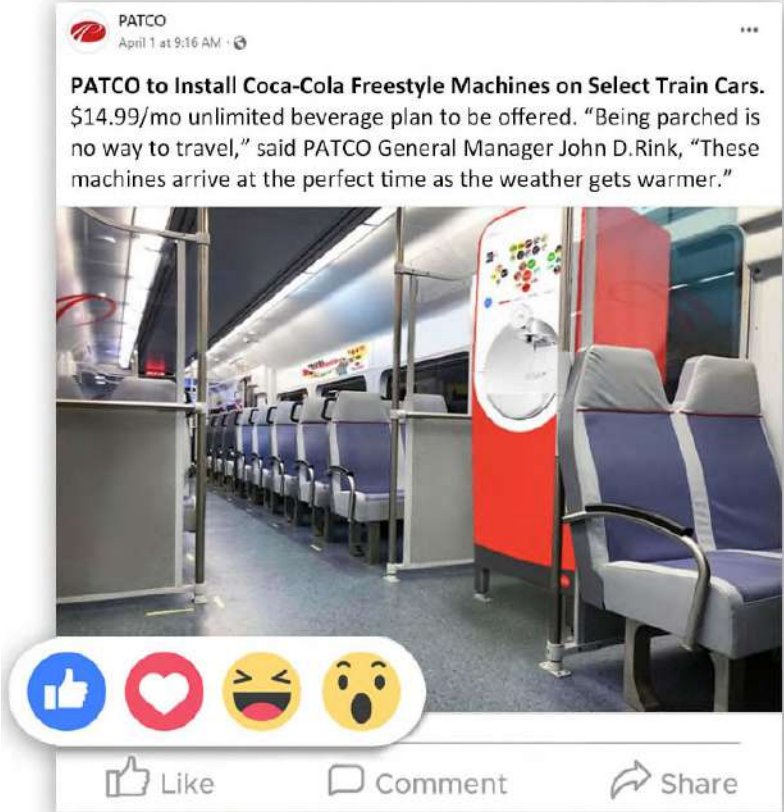 PATCO
April 1 at 9:16 AM ·
PATCO to Install Coca-Cola Freestyle Machines on Select Train Cars.
$14.99/mo unlimited beverage plan to be offered. “Being parched is
no way to travel,” said PATCO General Manager John D.Rink, “These
machines arrive at the perfect time as the weather gets warmer.”
Like
Comment
Share